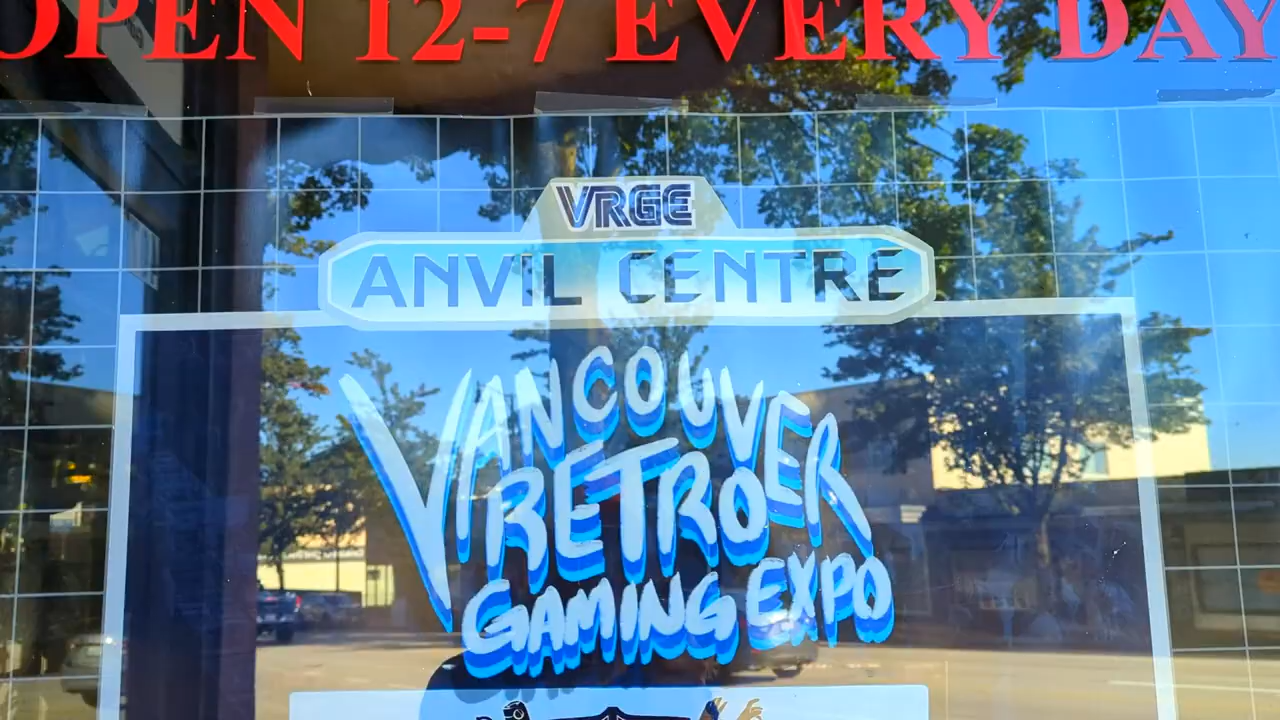 OPEN 12-7 EVERY DAY
VRGE
ANVIL CENTRE
VANCOUVER
RETRO
GAMING EXPO